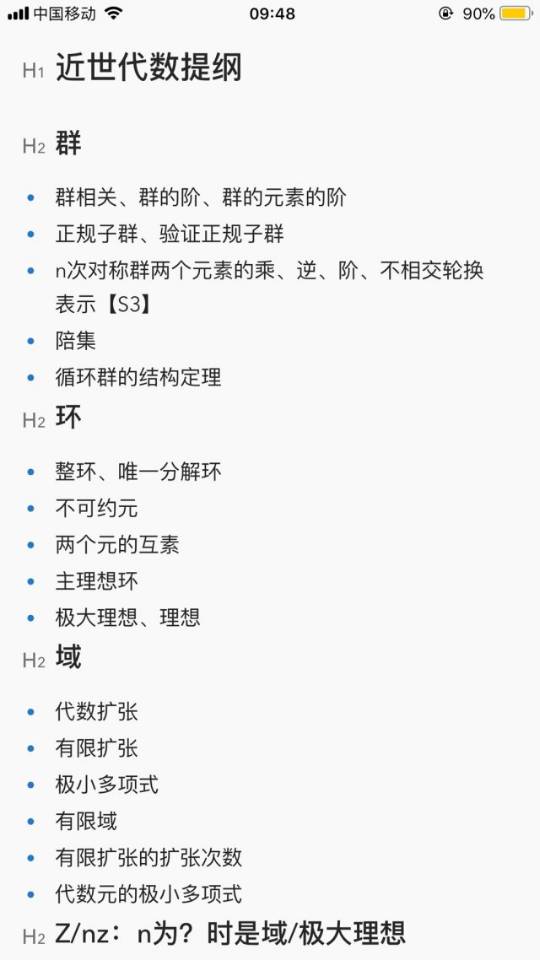 中国移动 09:48 90%
H1 近世代数提纲
H2 群
群相关、群的阶、群的元素的阶
正规子群、验证正规子群
n次对称群两个元素的乘、逆、阶、不相交轮换
表示【S3】
陪集
循环群的结构定理
H2 环
整环、唯一分解环
不可约元
两个元的互素
主理想环
极大理想、理想
H2 域
代数扩张
有限扩张
极小多项式
有限域
有限扩张的扩张次数
代数元的极小多项式
H2 Z/nz：n为？时是域/极大理想